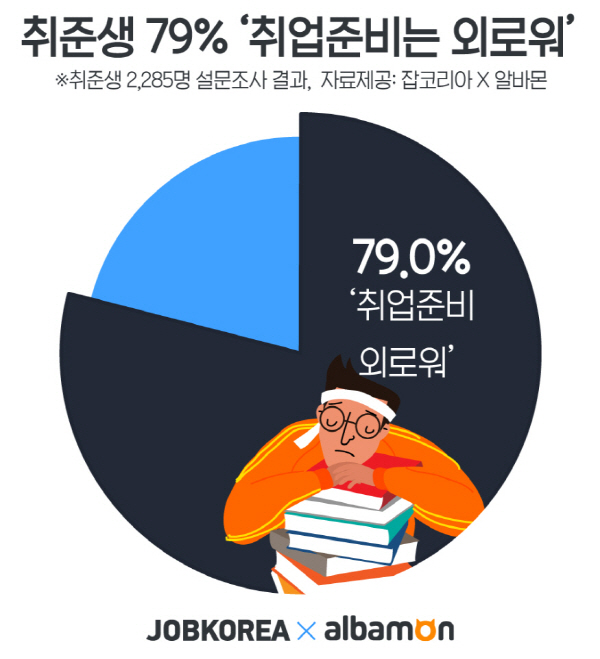 취준생 79% ‘취업준비는 외로워’
※취준생 2,285명 설문조사 결과, 자료제공: 잡코리아 X 알바몬
79.0%
‘취업준비
외로워’
JOBKOREA × albamon